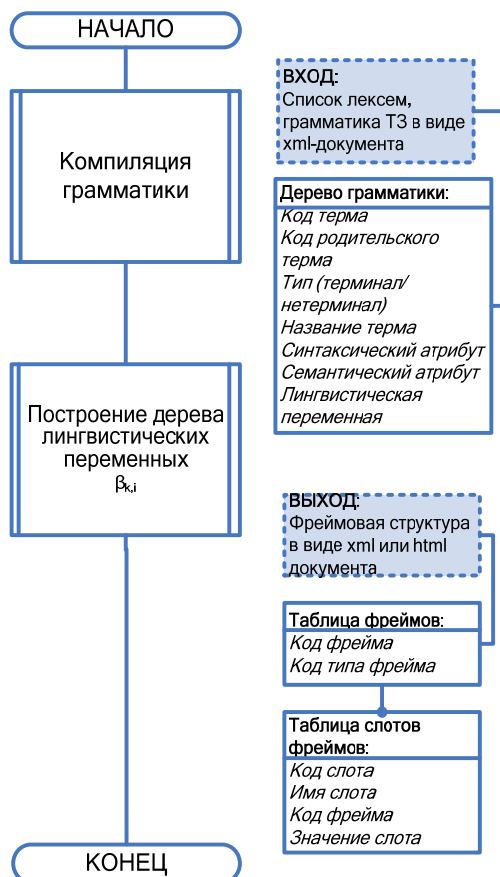 НАЧАЛО
Компиляция
грамматики
Построение дерева
лингвистических
переменных
βk,i
КОНЕЦ
ВХОД:
Список лексем,
грамматика ТЗ в виде
xml-документа
Дерево грамматики:
Код терма
Код родительского
терма
Тип (терминал/
нетерминал)
Название терма
Синтаксический атрибут
Семантический атрибут
Лингвистическая
переменная
ВЫХОД:
Фреймовая структура
в виде xml или html
документа
Таблица фреймов:
Код фрейма
Код типа фрейма
Таблица слотов
фреймов:
Код слота
Имя слота
Код фрейма
Значение слота